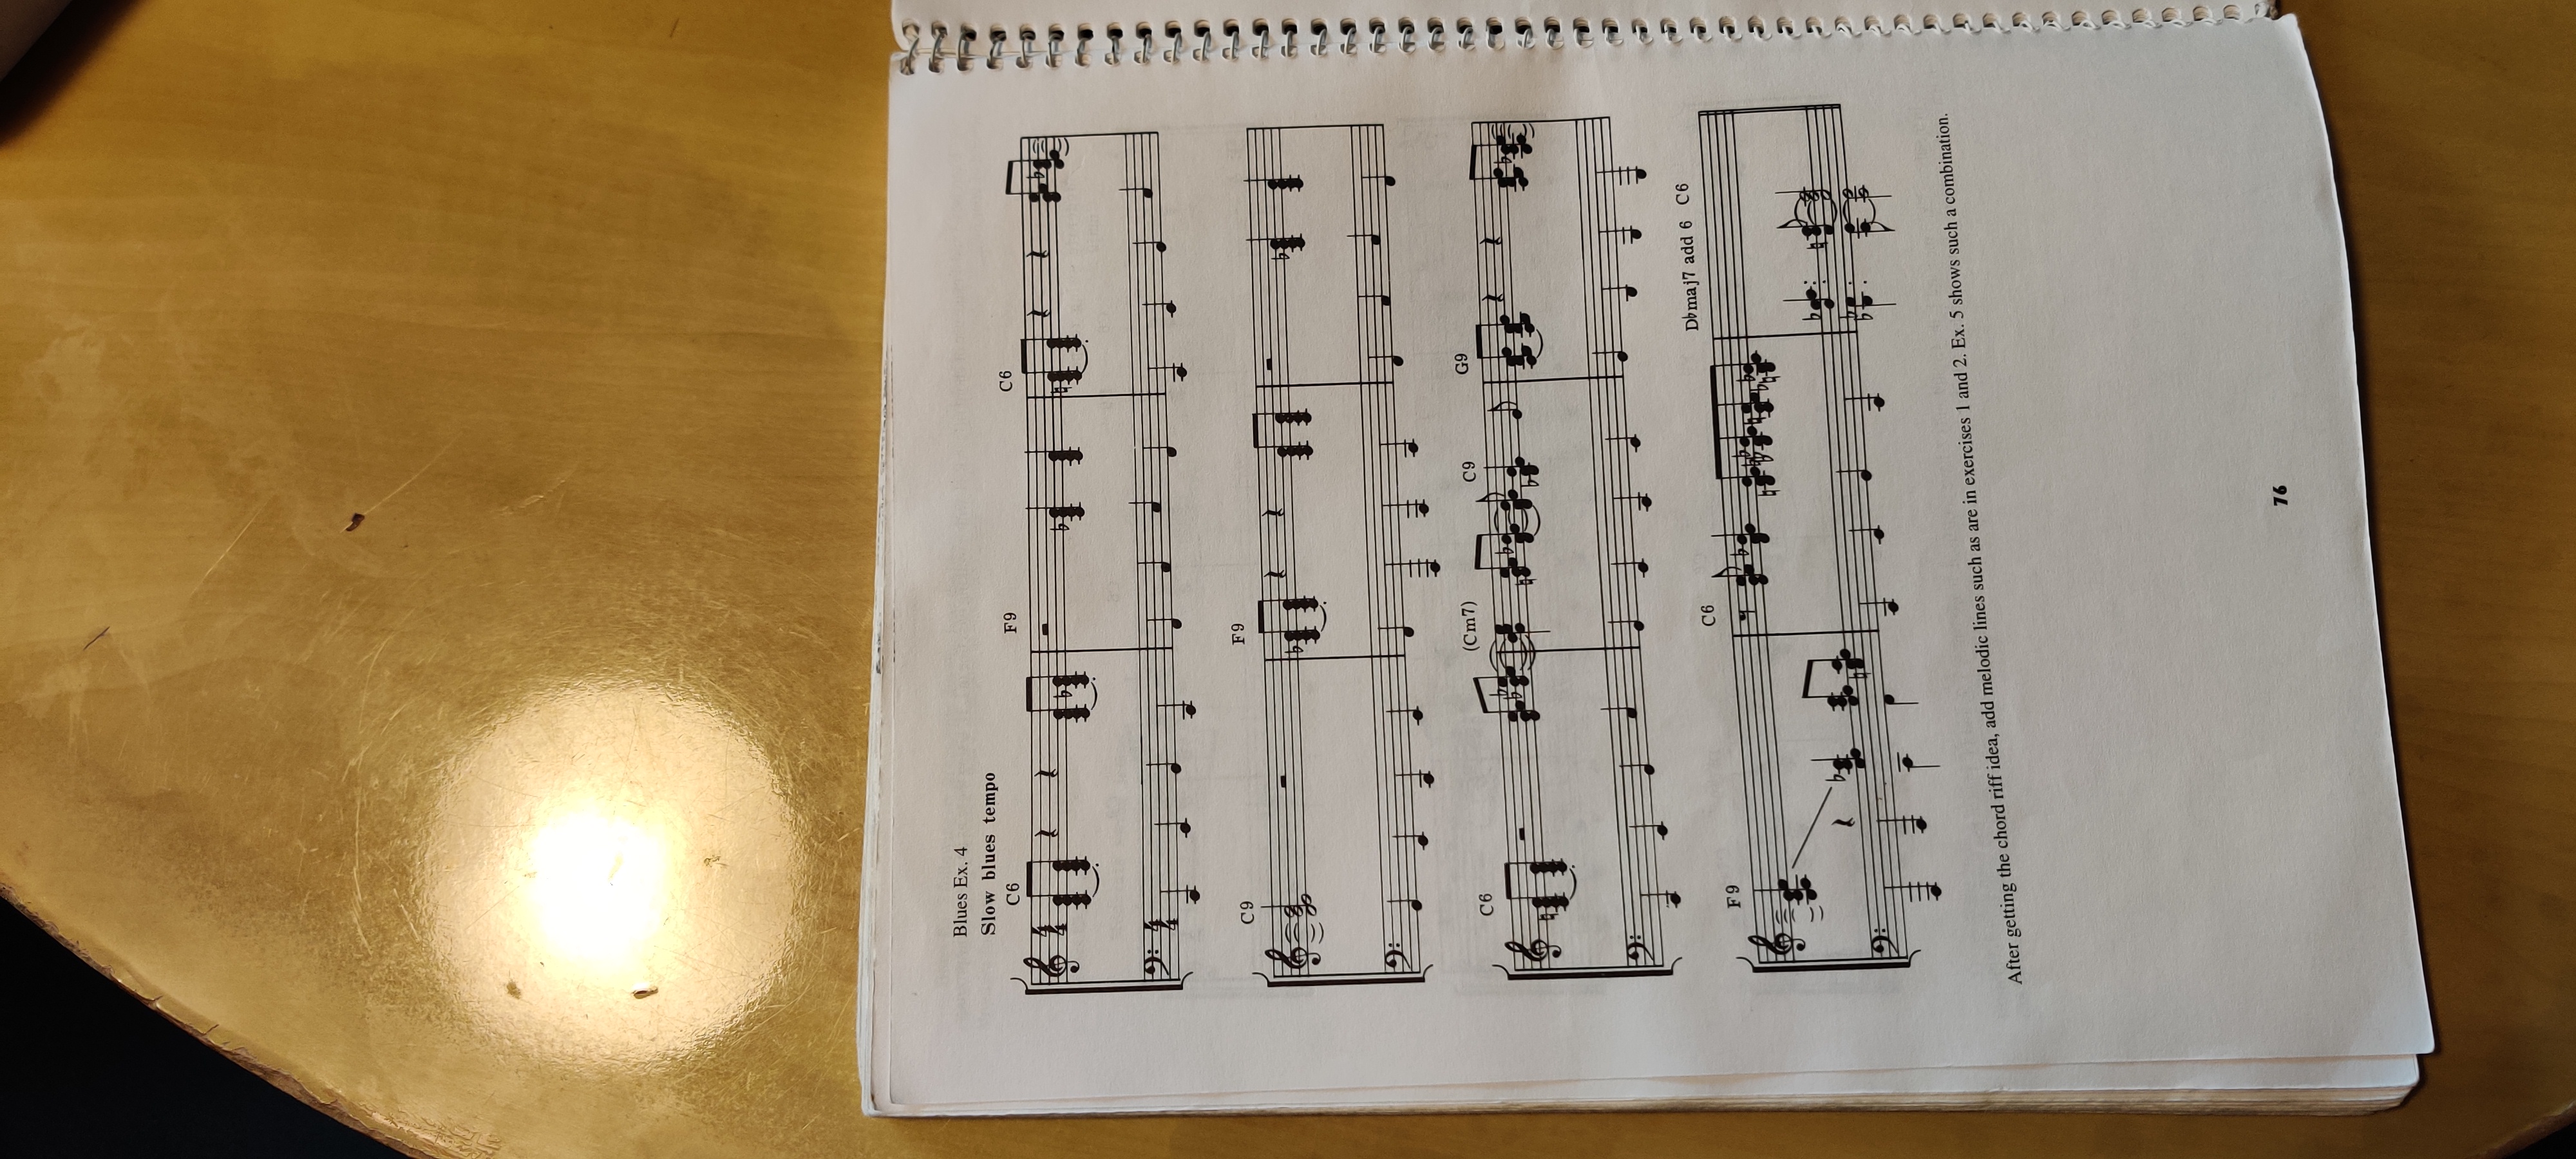 Blues Ex. 4
Slow blues tempo
C6 F9 C6
C9 F9
C6 (Cm7) C9 G9
F9 C6 D♭maj7 add 6 C6
After getting the chord riff idea, add melodic lines such as are in exercises 1 and 2. Ex. 5 shows such a combination.
76